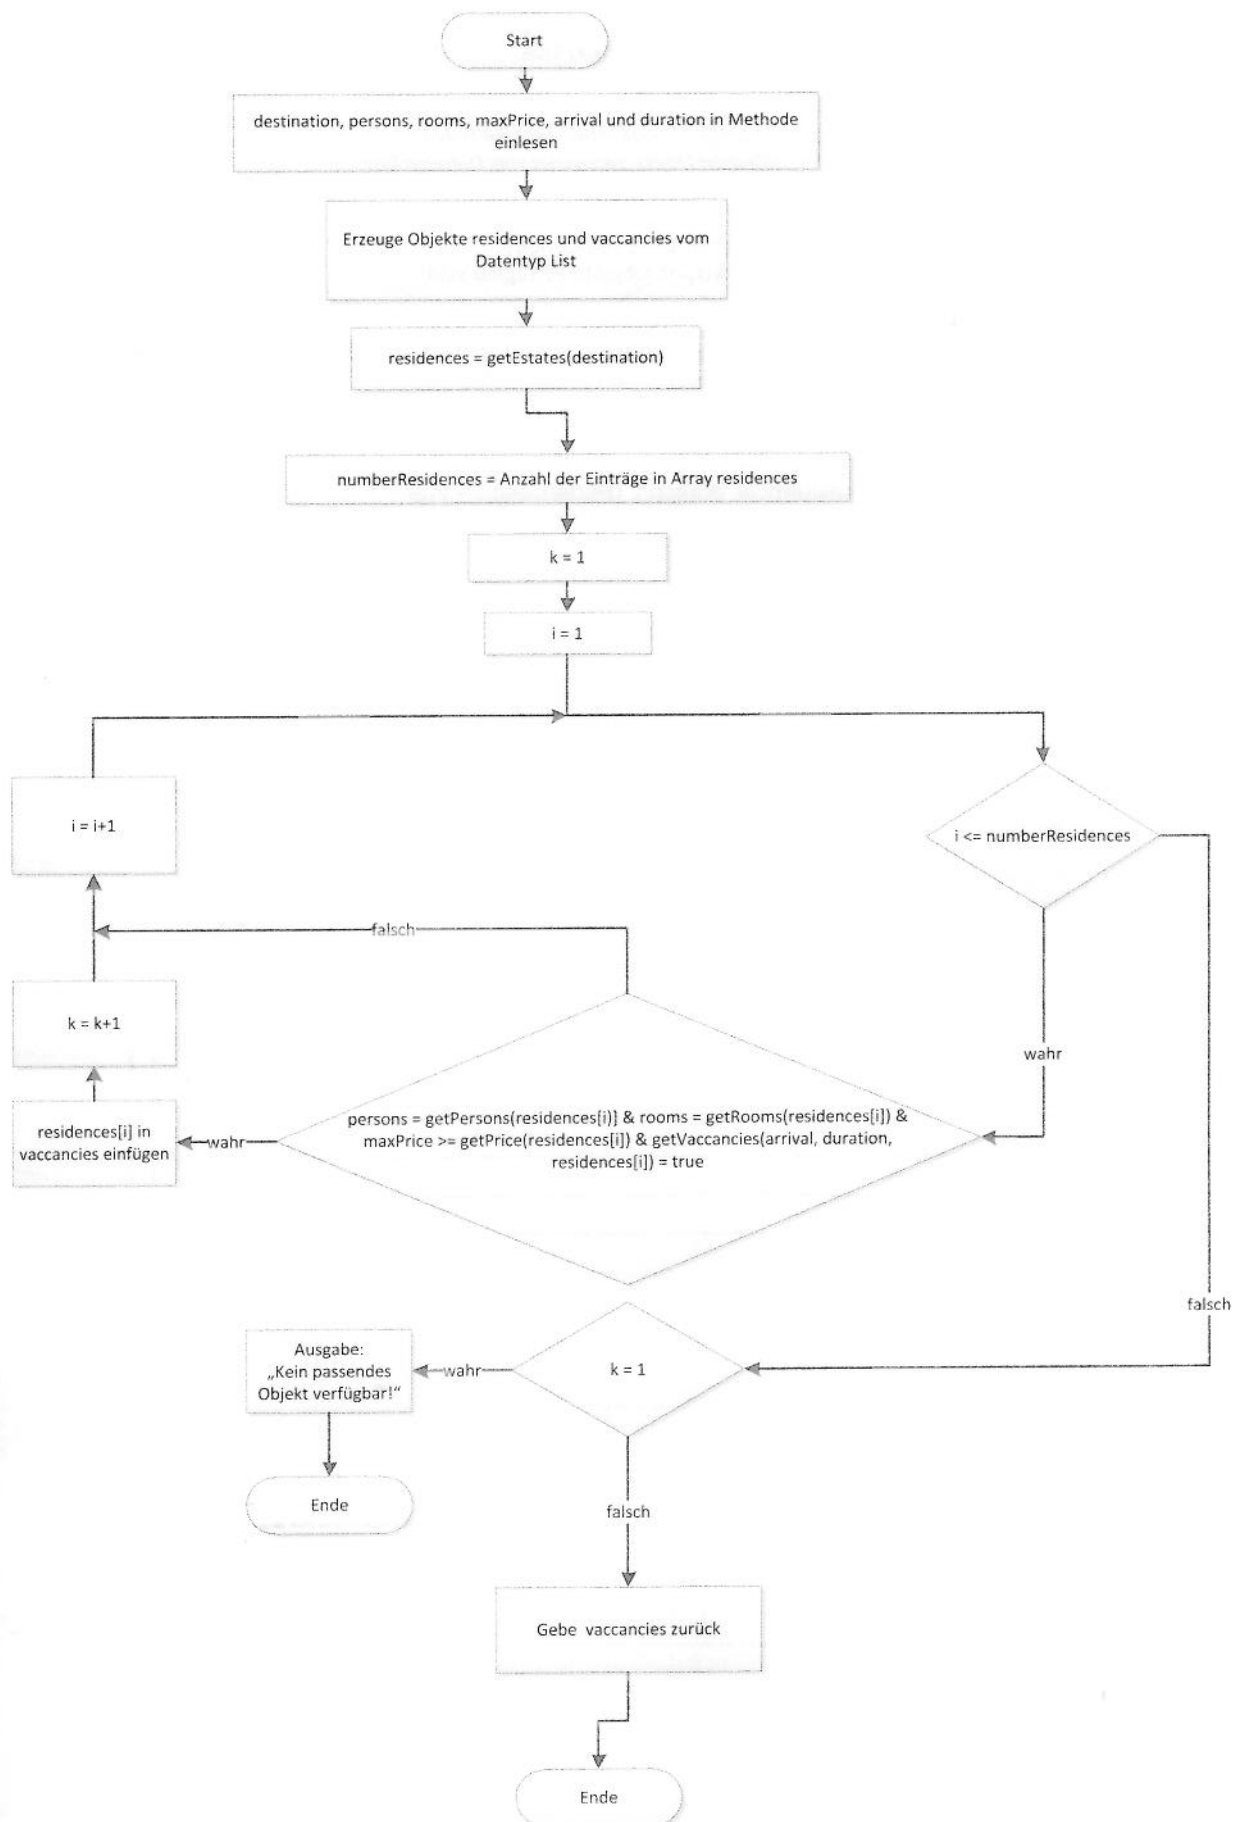 Start
destination, persons, rooms, maxPrice, arrival und duration in Methode
einlesen
Erzeuge Objekte residences und vaccancies vom
Datentyp List
residences = getEstates(destination)
numberResidences = Anzahl der Einträge in Array residences
k = 1
i = 1
i = i+1
i <= numberResidences
falsch
k = k+1
wahr
persons = getPersons(residences[i)] & rooms = getRooms(residences[i]) &
maxPrice >= getPrice(residences[i]) & getVaccancies(arrival, duration,
residences[i]) = true
wahr
residences[i] in
vaccancies einfügen
falsch
k = 1
wahr
Ausgabe:
„Kein passendes
Objekt verfügbar!“
Ende
falsch
Gebe vaccancies zurück
Ende